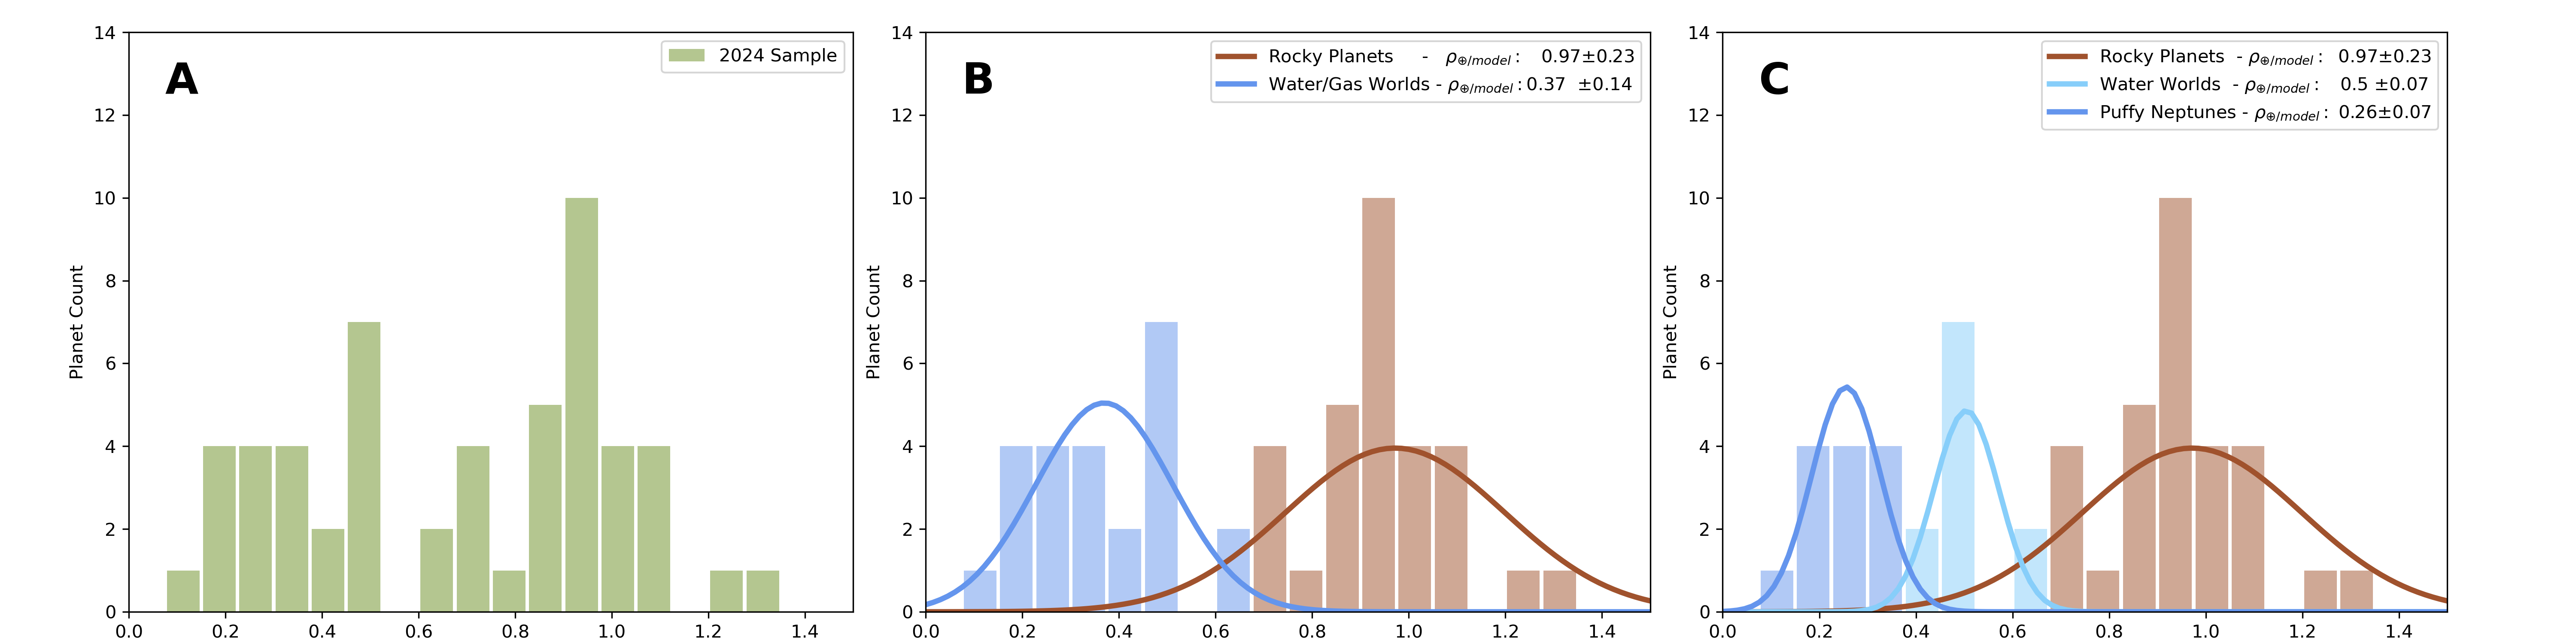 A
2024 Sample
14
12
10
8
6
4
2
0
Planet Count
0.0 0.2 0.4 0.6 0.8 1.0 1.2 1.4
B
Rocky Planets - ρ⊕/model : 0.97±0.23
Water/Gas Worlds - ρ⊕/model : 0.37 ±0.14
14
12
10
8
6
4
2
0
Planet Count
0.0 0.2 0.4 0.6 0.8 1.0 1.2 1.4
C
Rocky Planets - ρ⊕/model : 0.97±0.23
Water Worlds - ρ⊕/model : 0.5 ±0.07
Puffy Neptunes - ρ⊕/model : 0.26±0.07
14
12
10
8
6
4
2
0
Planet Count
0.0 0.2 0.4 0.6 0.8 1.0 1.2 1.4